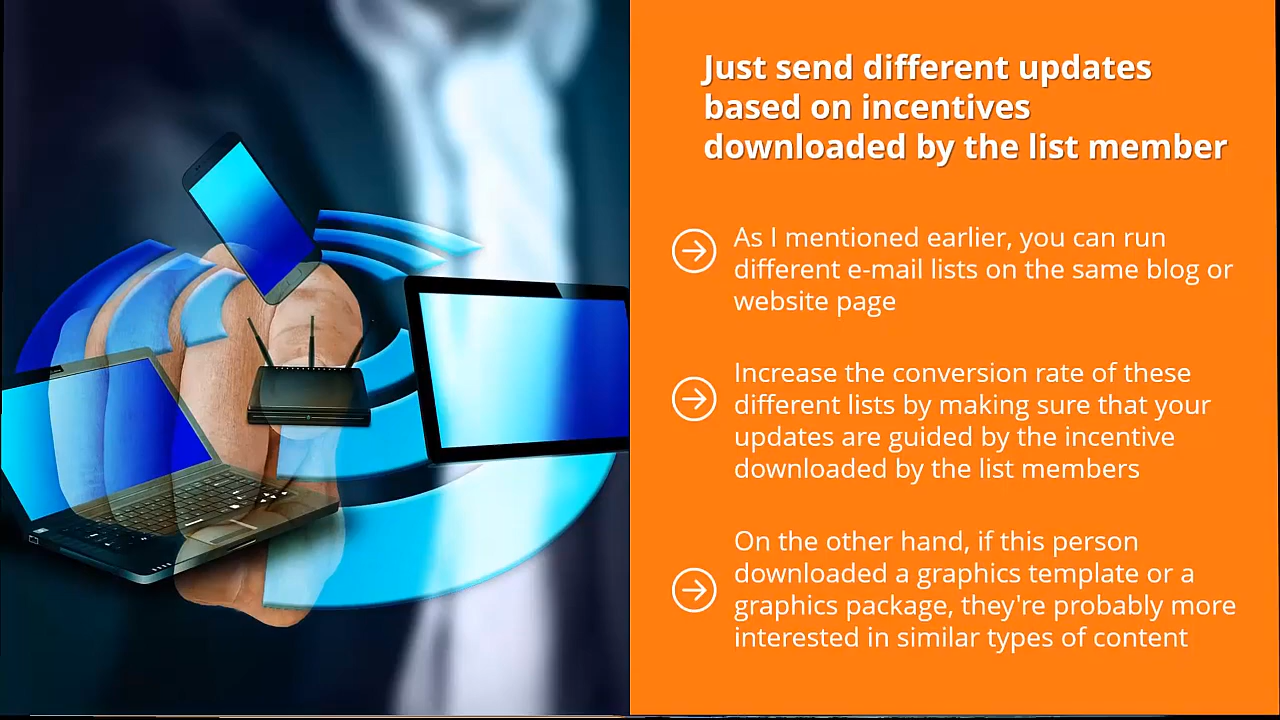 Just send different updates
based on incentives
downloaded by the list member
As I mentioned earlier, you can run
different e-mail lists on the same blog or
website page
Increase the conversion rate of these
different lists by making sure that your
updates are guided by the incentive
downloaded by the list members
On the other hand, if this person
downloaded a graphics template or a
graphics package, they're probably more
interested in similar types of content